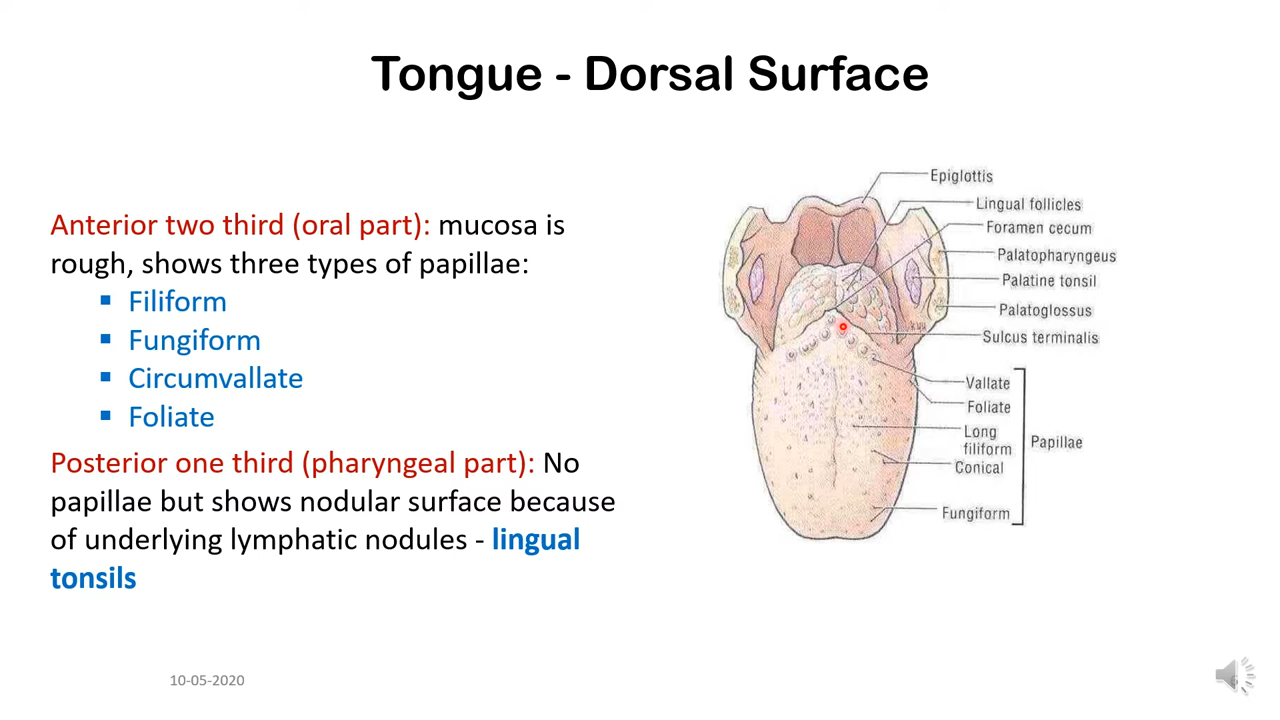 Tongue - Dorsal Surface
Anterior two third (oral part): mucosa is
rough, shows three types of papillae:
▪ Filiform
▪ Fungiform
▪ Circumvallate
▪ Foliate
Posterior one third (pharyngeal part): No
papillae but shows nodular surface because
of underlying lymphatic nodules - lingual
tonsils
Epiglottis
Lingual follicles
Foramen cecum
Palatopharyngeus
Palatine tonsil
Palatoglossus
Sulcus terminalis
Vallate
Foliate
Long
filiform
Conical
Fungiform
Papillae
10-05-2020